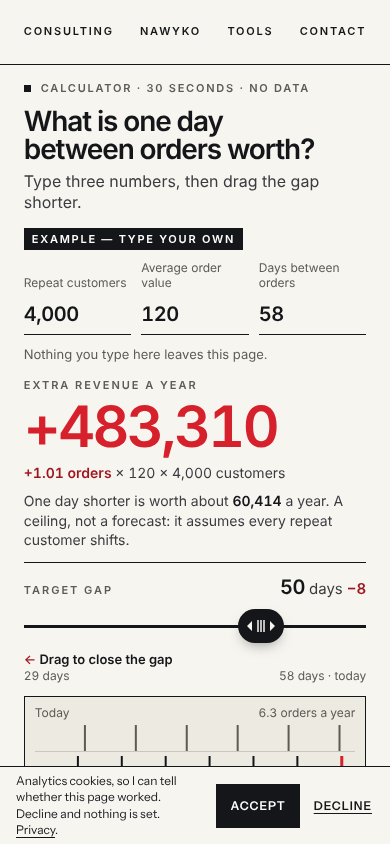 CONSULTING NAWYKO TOOLS CONTACT
CALCULATOR · 30 SECONDS · NO DATA
What is one day
between orders worth?
Type three numbers, then drag the gap
shorter.
EXAMPLE — TYPE YOUR OWN
Repeat customers
Average order
value
Days between
orders
4,000 120 58
Nothing you type here leaves this page.
EXTRA REVENUE A YEAR
+483,310
+1.01 orders × 120 × 4,000 customers
One day shorter is worth about 60,414 a year. A
ceiling, not a forecast: it assumes every repeat
customer shifts.
TARGET GAP 50 days −8
← Drag to close the gap
29 days 58 days · today
Today 6.3 orders a year
Analytics cookies, so I can tell
whether this page worked.
Decline and nothing is set.
Privacy.
ACCEPT DECLINE